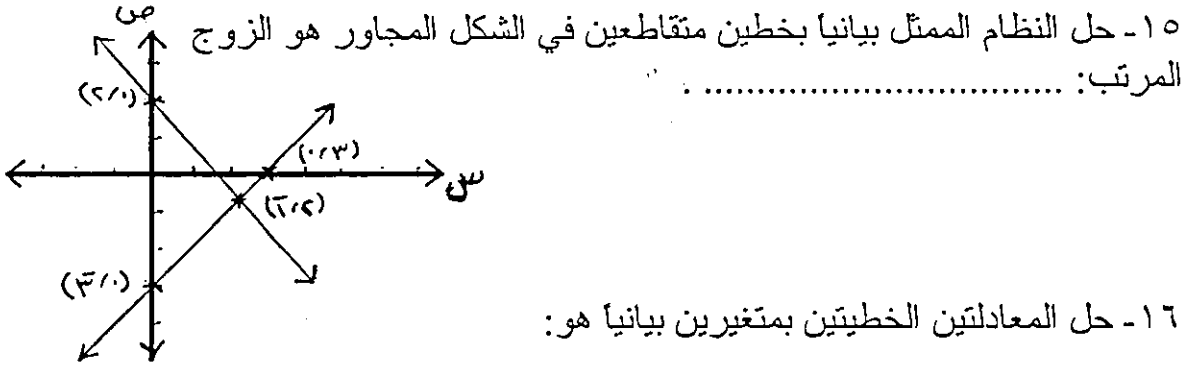 ١٥- حل النظام الممثل بيانياً بخطين متقاطعين في الشكل المجاور هو الزوج
المرتب: ................................. .
ص
(٢،٠)
(٠،٣)
س
(١̄،٢)
(٣̄،٠)
١٦- حل المعادلتين الخطيتين بمتغيرين بيانياً هو: